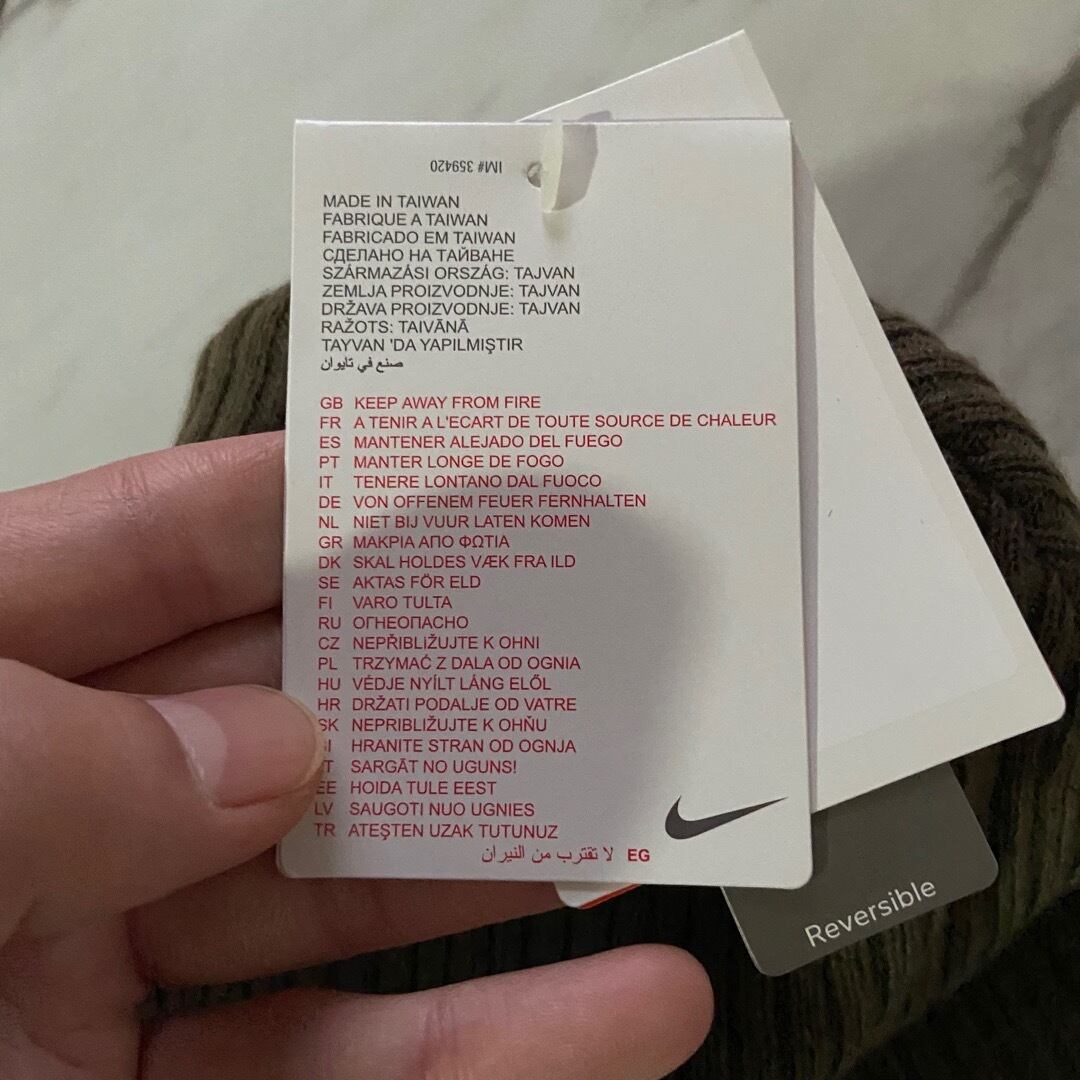 IM# 359420
MADE IN TAIWAN
FABRIQUE A TAIWAN
FABRICADO EM TAIWAN
СДЕЛАНО НА ТАЙВАНЕ
SZÁRMAZÁSI ORSZÁG: TAJVAN
ZEMLJA PROIZVODNJE: TAJVAN
DRŽAVA PROIZVODNJE: TAJVAN
RAŽOTS: TAIVĀNĀ
TAYVAN 'DA YAPILMIŞTIR
صنع في تايوان
GB KEEP AWAY FROM FIRE
FR A TENIR A L'ECART DE TOUTE SOURCE DE CHALEUR
ES MANTENER ALEJADO DEL FUEGO
PT MANTER LONGE DE FOGO
IT TENERE LONTANO DAL FUOCO
DE VON OFFENEM FEUER FERNHALTEN
NL NIET BIJ VUUR LATEN KOMEN
GR ΜΑΚΡΙΑ ΑΠΟ ΦΩΤΙΑ
DK SKAL HOLDES VÆK FRA ILD
SE AKTAS FÖR ELD
FI VARO TULTA
RU ОГНЕОПАСНО
CZ NEPŘIBLIŽUJTE K OHNI
PL TRZYMAĆ Z DALA OD OGNIA
HU VÉDJE NYÍLT LÁNG ELŐL
HR DRŽATI PODALJE OD VATRE
SK NEPRIBLIŽUJTE K OHŇU
HRANITE STRAN OD OGNJA
SARGĀT NO UGUNS!
EE HOIDA TULE EEST
LV SAUGOTI NUO UGNIES
TR ATEŞTEN UZAK TUTUNUZ
EG لا تقترب من النيران
Reversible